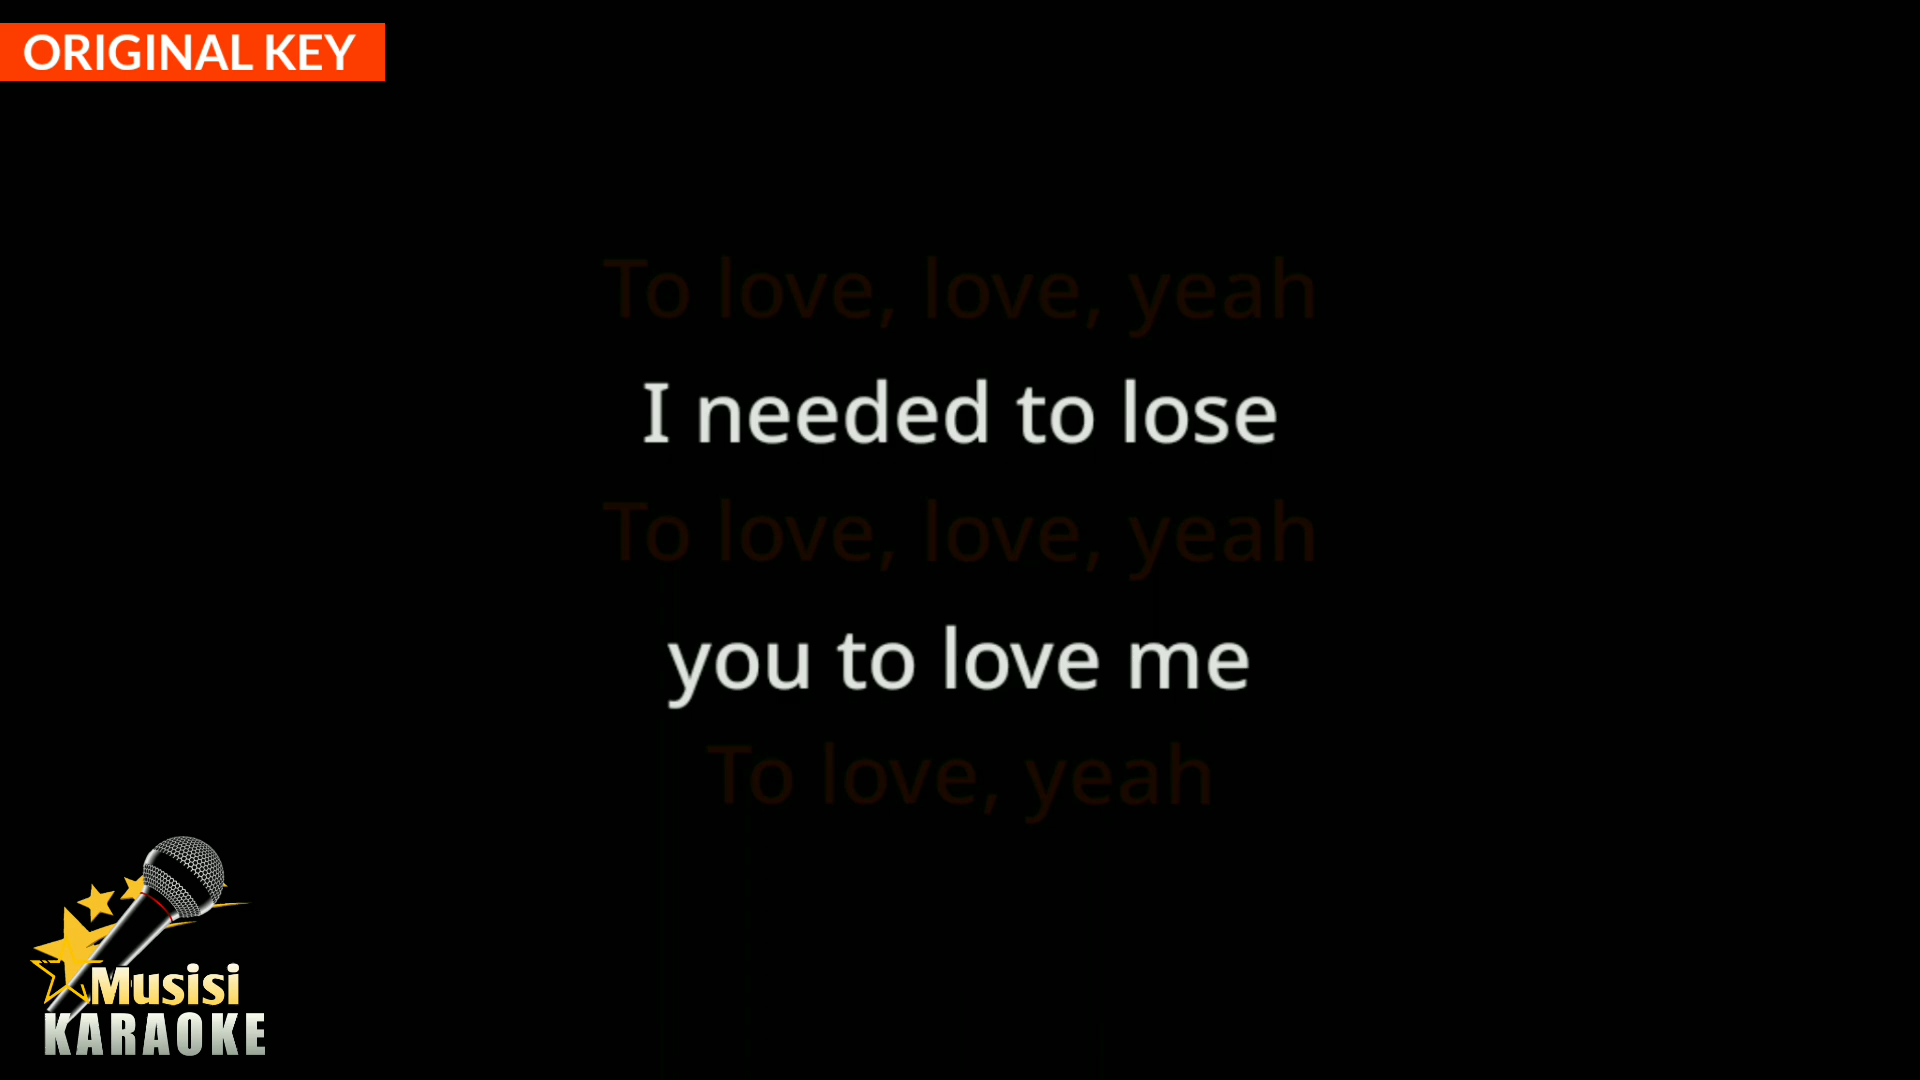 ORIGINAL KEY
To love, love, yeah
I needed to lose
To love, love, yeah
you to love me
To love, yeah
Musisi
KARAOKE